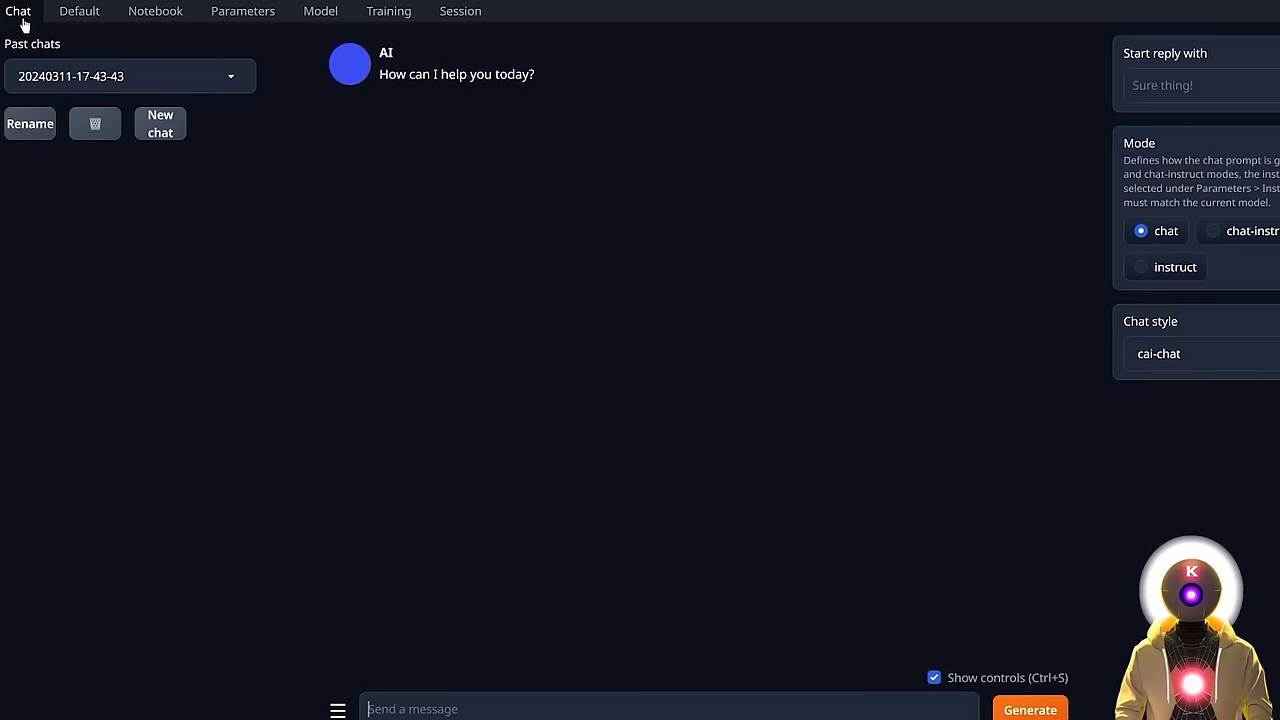 Chat Default Notebook Parameters Model Training Session
Past chats
20240311-17-43-43
Rename
New
chat
AI
How can I help you today?
Start reply with
Sure thing!
Mode
Defines how the chat prompt is g
and chat-instruct modes, the inst
selected under Parameters > Inst
must match the current model.
chat chat-instr
instruct
Chat style
cai-chat
K
Show controls (Ctrl+S)
Send a message
Generate